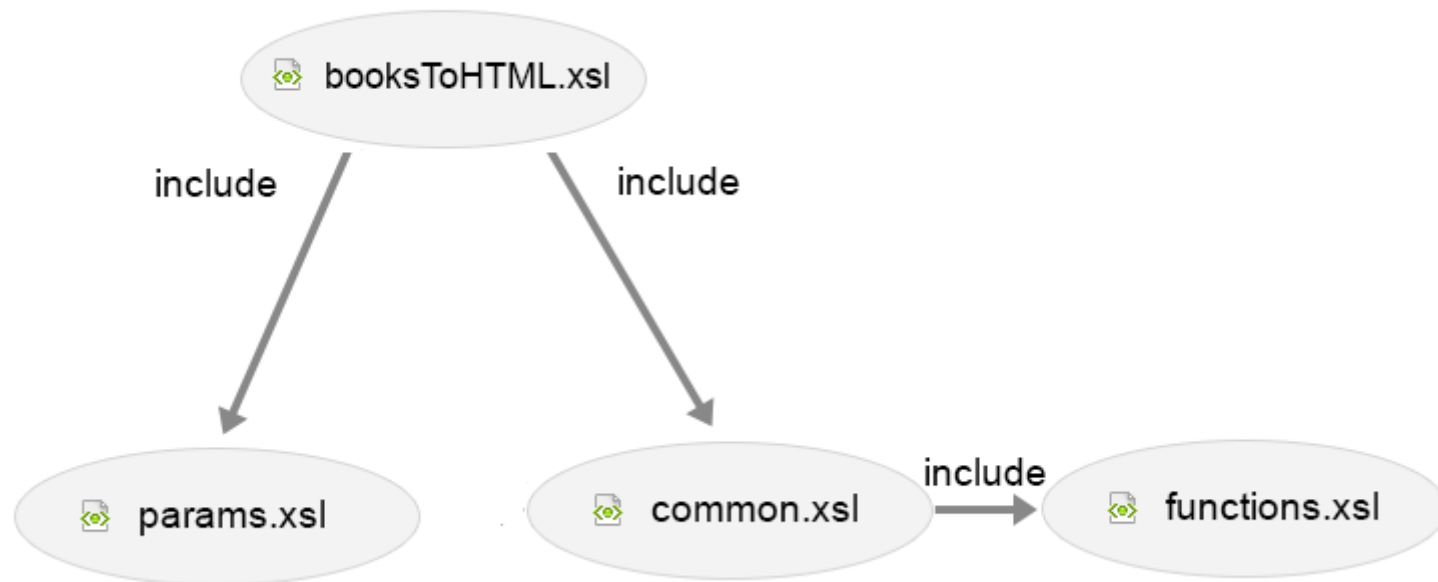 booksToHTML.xsl
include
include
include
params.xsl
common.xsl
functions.xsl